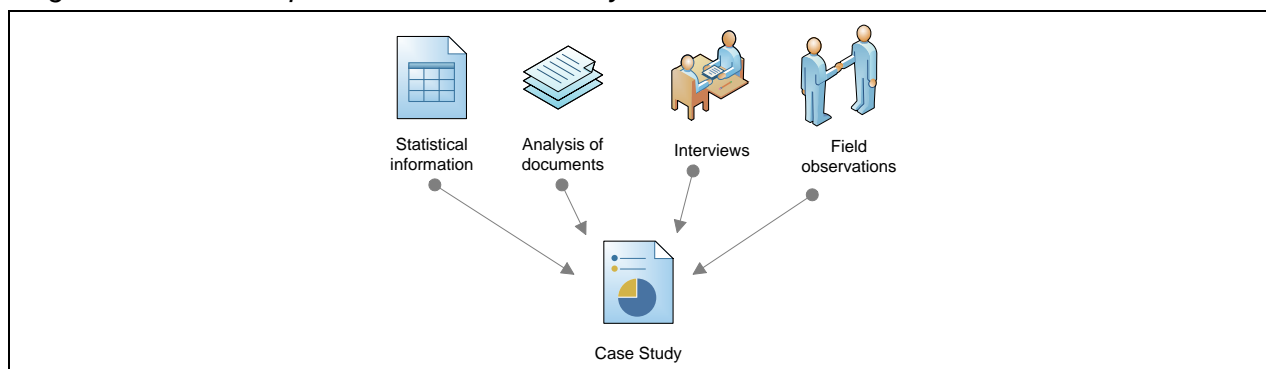 Statistical
information
Analysis of
documents
Interviews
Field
observations
Case Study